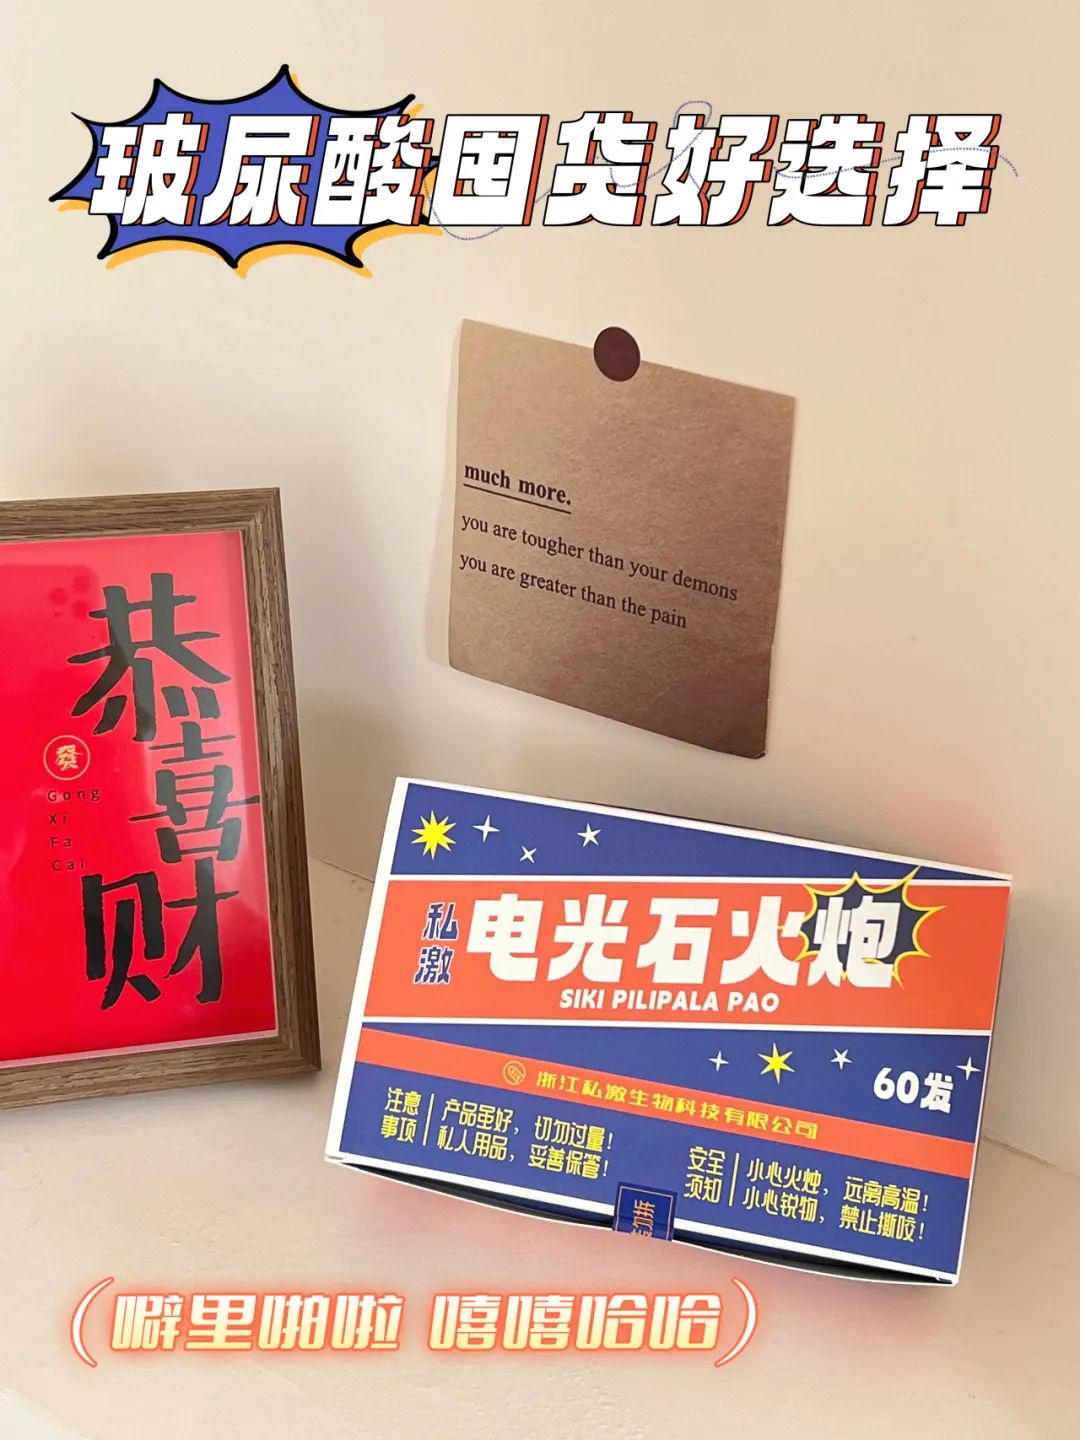 玻尿酸囤货好选择
much more.
you are tougher than your demons
you are greater than the pain
恭喜财
發
Gong
Xi
Fa
Cai
私激
电光石火炮
SIKI PILIPALA PAO
60发
浙江私激生物科技有限公司
注意事项
产品虽好，切勿过量！
私人用品，妥善保管！
安全须知
小心火烛，远离高温！
小心锐物，禁止撕咬！
（噼里啪啦 嘻嘻哈哈）